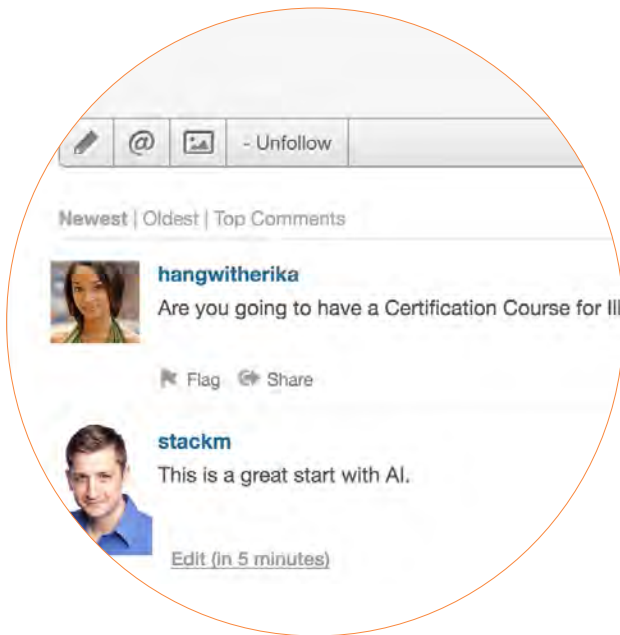 @ - Unfollow
Newest | Oldest | Top Comments
hangwitherika
Are you going to have a Certification Course for Ill
Flag Share
stackm
This is a great start with AI.
Edit (in 5 minutes)